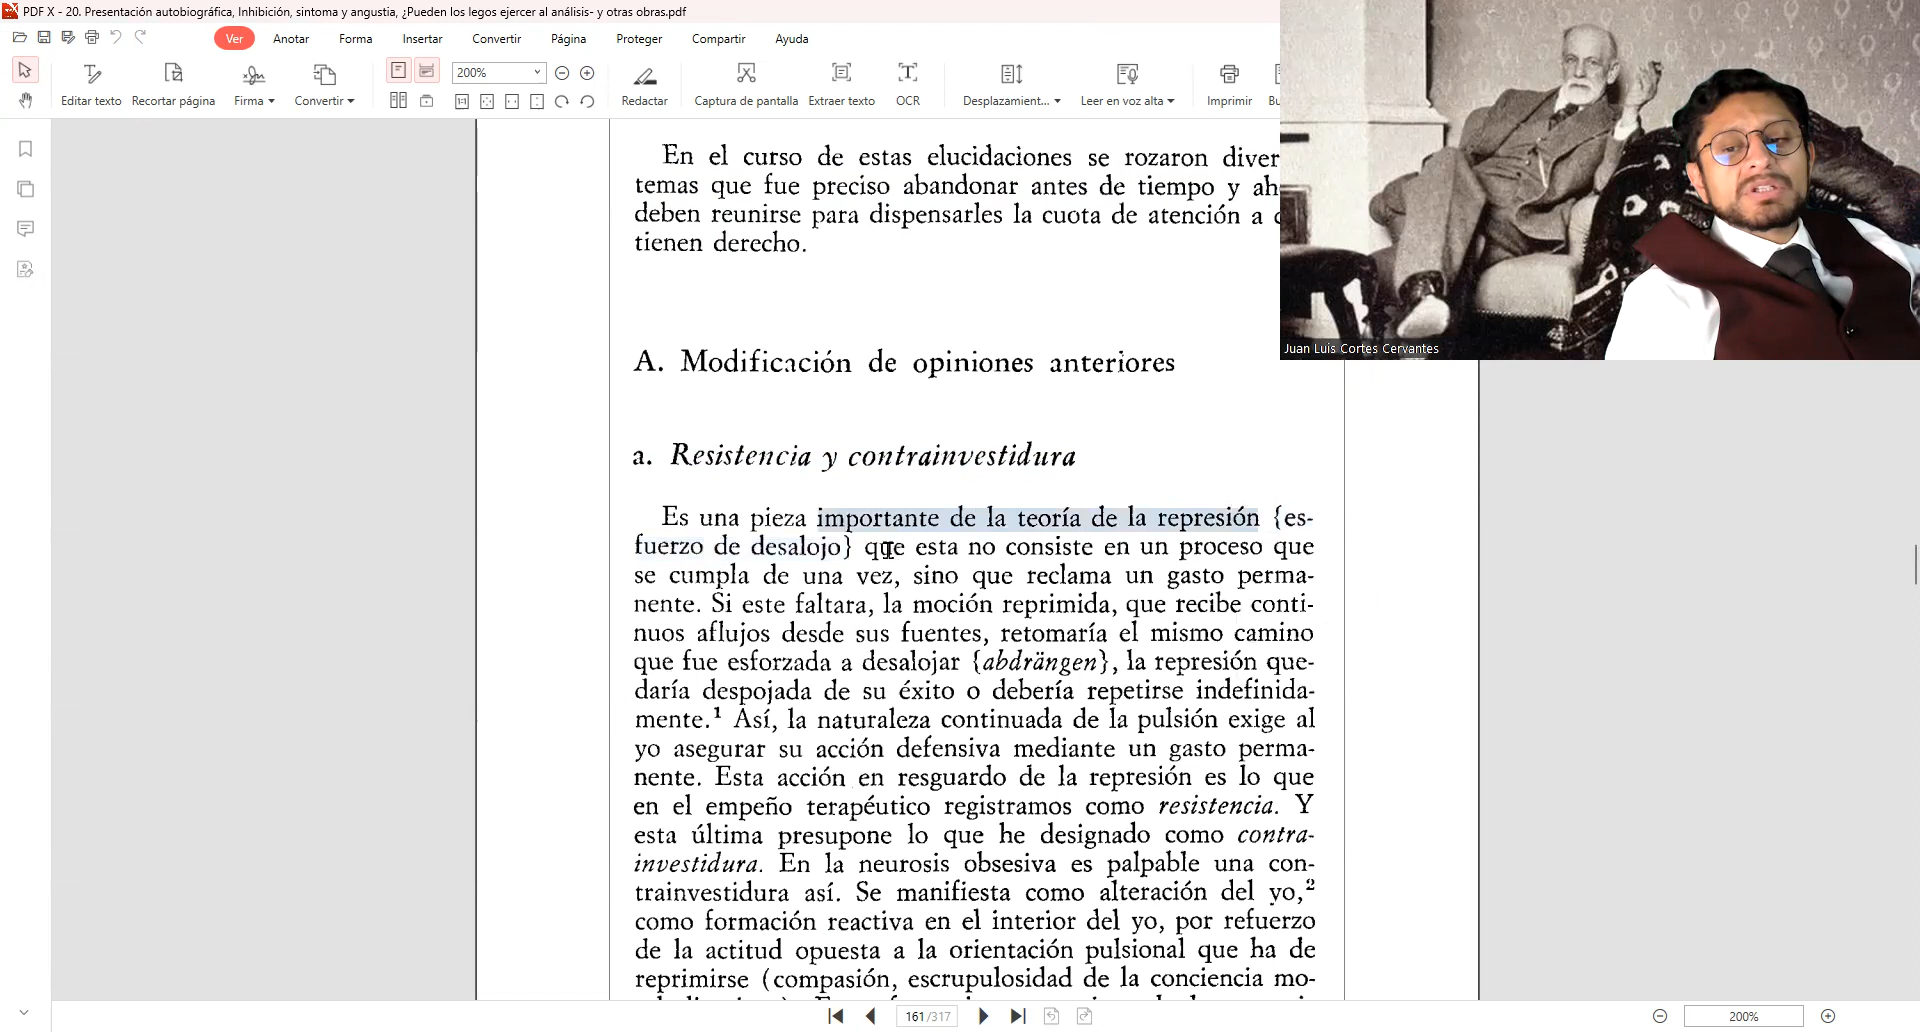 PDF X - 20. Presentación autobiográfica, Inhibición, sintoma y angustia, ¿Pueden los legos ejercer al análisis- y otras obras.pdf
Ver Anotar Forma Insertar Convertir Página Proteger Compartir Ayuda
200%
Editar texto Recortar página Firma Convertir Redactar Captura de pantalla Extraer texto OCR Desplazamient... Leer en voz alta Imprimir
En el curso de estas elucidaciones se rozaron
temas que fue preciso abandonar antes de tiempo y
deben reunirse para dispensarles la cuota de atención a
tienen derecho.
Juan Luis Cortes Cervantes
A. Modificación de opiniones anteriores
a. Resistencia y contrainvestidura
Es una pieza importante de la teoría de la represión {es-
fuerzo de desalojo} que esta no consiste en un proceso que
se cumpla de una vez, sino que reclama un gasto perma-
nente. Si este faltara, la moción reprimida, que recibe conti-
nuos aflujos desde sus fuentes, retomaría el mismo camino
que fue esforzada a desalojar {abdrängen}, la represión que-
daría despojada de su éxito o debería repetirse indefinida-
mente.¹ Así, la naturaleza continuada de la pulsión exige al
yo asegurar su acción defensiva mediante un gasto perma-
nente. Esta acción en resguardo de la represión es lo que
en el empeño terapéutico registramos como resistencia. Y
esta última presupone lo que he designado como contra-
investidura. En la neurosis obsesiva es palpable una con-
trainvestidura así. Se manifiesta como alteración del yo,²
como formación reactiva en el interior del yo, por refuerzo
de la actitud opuesta a la orientación pulsional que ha de
reprimirse (compasión, escrupulosidad de la conciencia mo-
161/317
200%